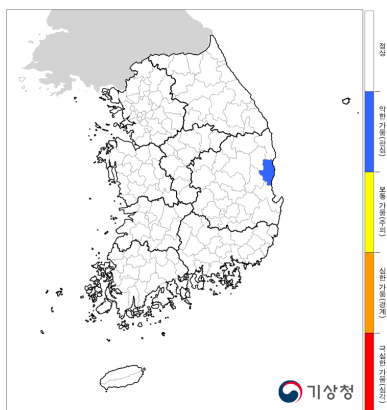 정상
약한 가뭄(관심)
보통 가뭄(주의)
심한 가뭄(경계)
극심한 가뭄(심각)
기상청